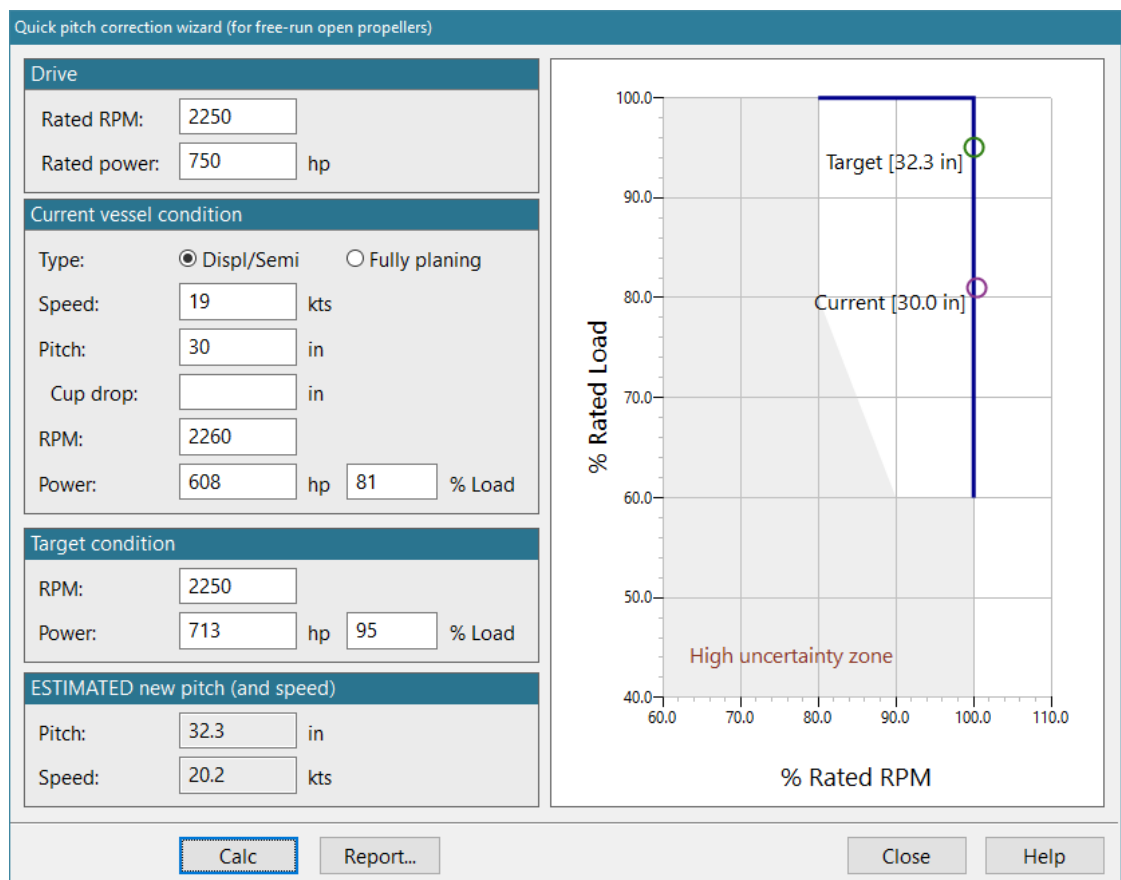 Quick pitch correction wizard (for free-run open propellers)
Drive
Rated RPM: 2250
Rated power: 750 hp
Current vessel condition
Type: Displ/Semi Fully planing
Speed: 19 kts
Pitch: 30 in
Cup drop: in
RPM: 2260
Power: 608 hp 81 % Load
Target condition
RPM: 2250
Power: 713 hp 95 % Load
ESTIMATED new pitch (and speed)
Pitch: 32.3 in
Speed: 20.2 kts
% Rated Load
100.0
90.0
80.0
70.0
60.0
50.0
40.0
Target [32.3 in]
Current [30.0 in]
High uncertainty zone
60.0 70.0 80.0 90.0 100.0 110.0
% Rated RPM
Calc Report... Close Help